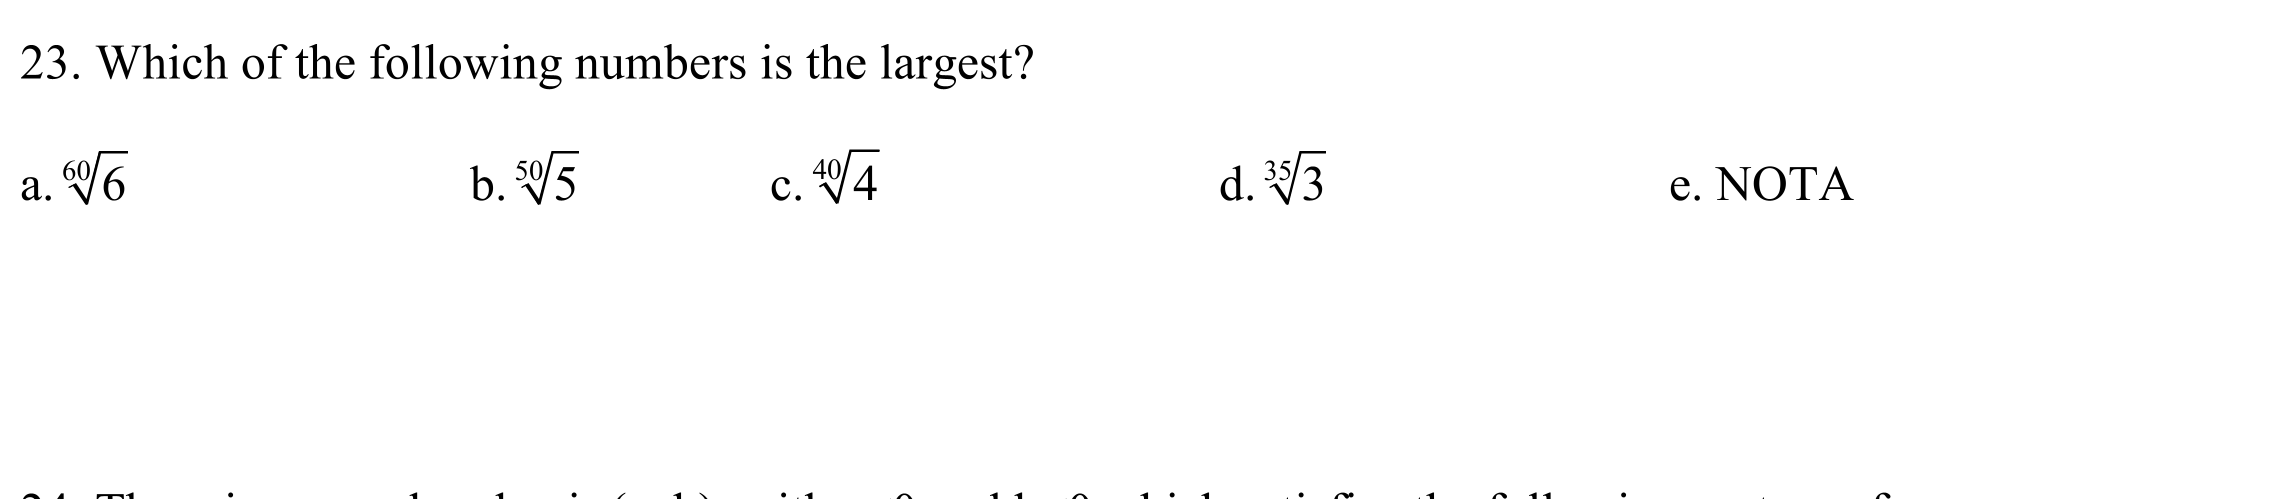 23. Which of the following numbers is the largest?
a. ⁶⁰√6 b. ⁵⁰√5 c. ⁴⁰√4 d. ³⁵√3 e. NOTA